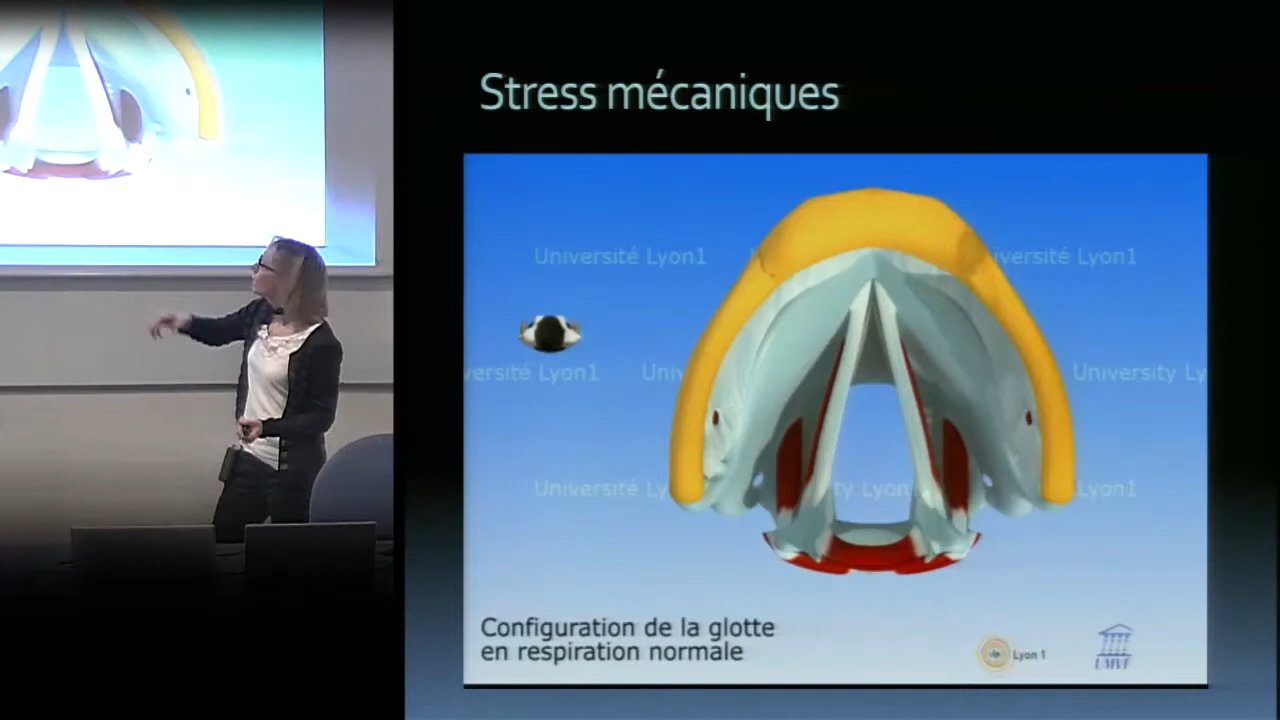 Stress mécaniques
Université Lyon1
versité Lyon1
versité Lyon1
Univ
University Ly
Université Ly
ty Lyon
Lyon1
Configuration de la glotte
en respiration normale
Lyon 1
UMVF